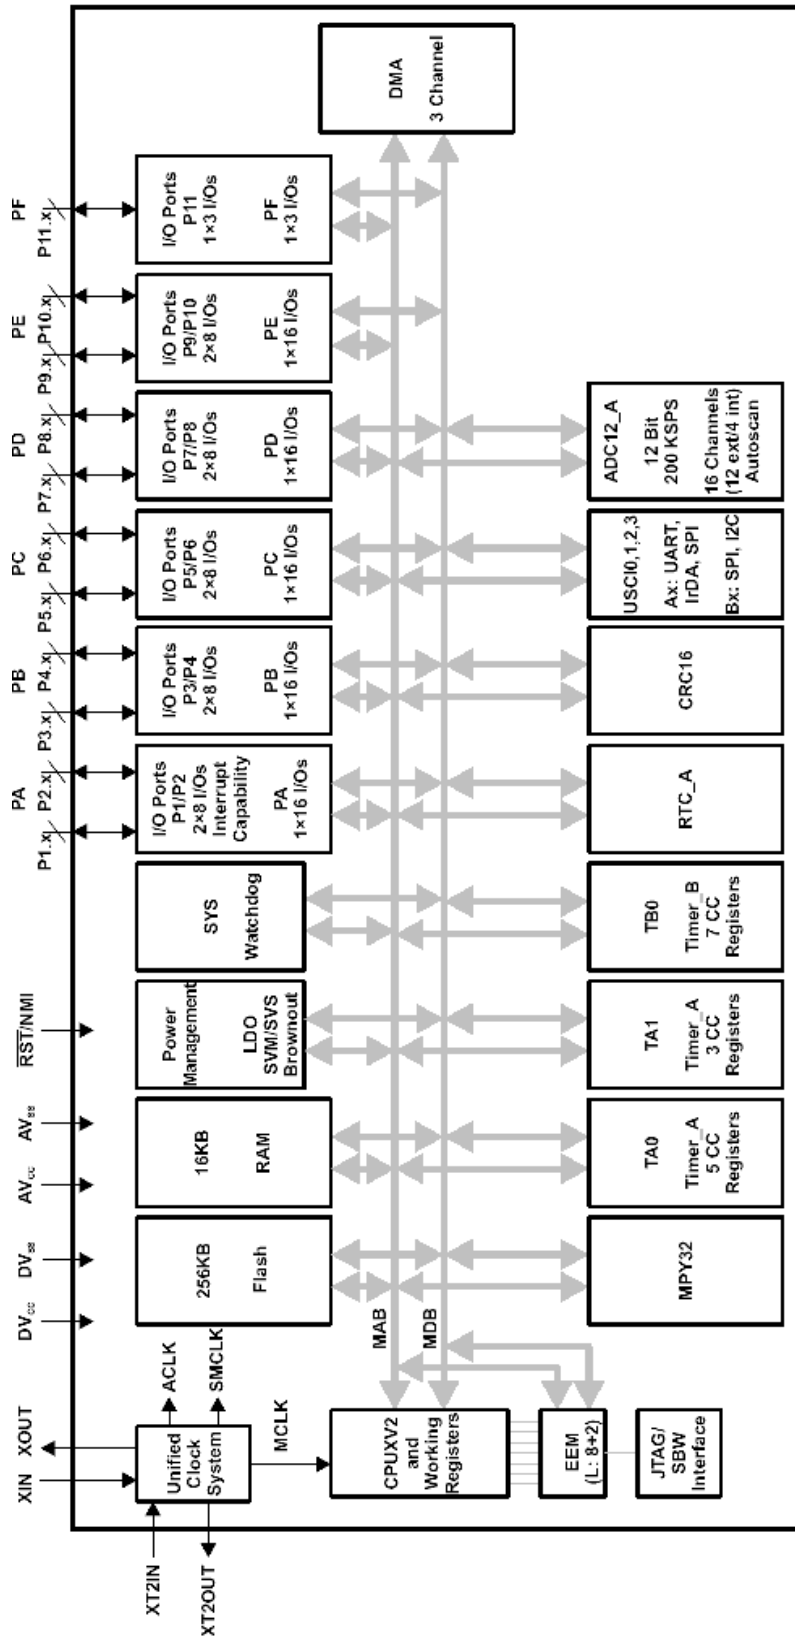 XIN
XOUT
DVcc
DVss
AVcc
AVss
RST/NMI
PA
P1.x
P2.x
PB
P3.x
P4.x
PC
P5.x
P6.x
PD
P7.x
P8.x
PE
P9.x
P10.x
PF
P11.x
XT2IN
XT2OUT
Unified
Clock
System
ACLK
SMCLK
MCLK
256KB
Flash
16KB
RAM
Power
Management
LDO
SVM/SVS
Brownout
SYS
Watchdog
I/O Ports
P1/P2
2×8 I/Os
Interrupt
Capability
PA
1×16 I/Os
I/O Ports
P3/P4
2×8 I/Os
PB
1×16 I/Os
I/O Ports
P5/P6
2×8 I/Os
PC
1×16 I/Os
I/O Ports
P7/P8
2×8 I/Os
PD
1×16 I/Os
I/O Ports
P9/P10
2×8 I/Os
PE
1×16 I/Os
I/O Ports
P11
1×3 I/Os
PF
1×3 I/Os
CPUXV2
and
Working
Registers
MAB
MDB
DMA
3 Channel
EEM
(L: 8+2)
JTAG/
SBW
Interface
MPY32
TA0
Timer_A
5 CC
Registers
TA1
Timer_A
3 CC
Registers
TB0
Timer_B
7 CC
Registers
RTC_A
CRC16
USCI0,1,2,3
Ax: UART,
IrDA, SPI
Bx: SPI, I2C
ADC12_A
12 Bit
200 KSPS
16 Channels
(12 ext/4 int)
Autoscan